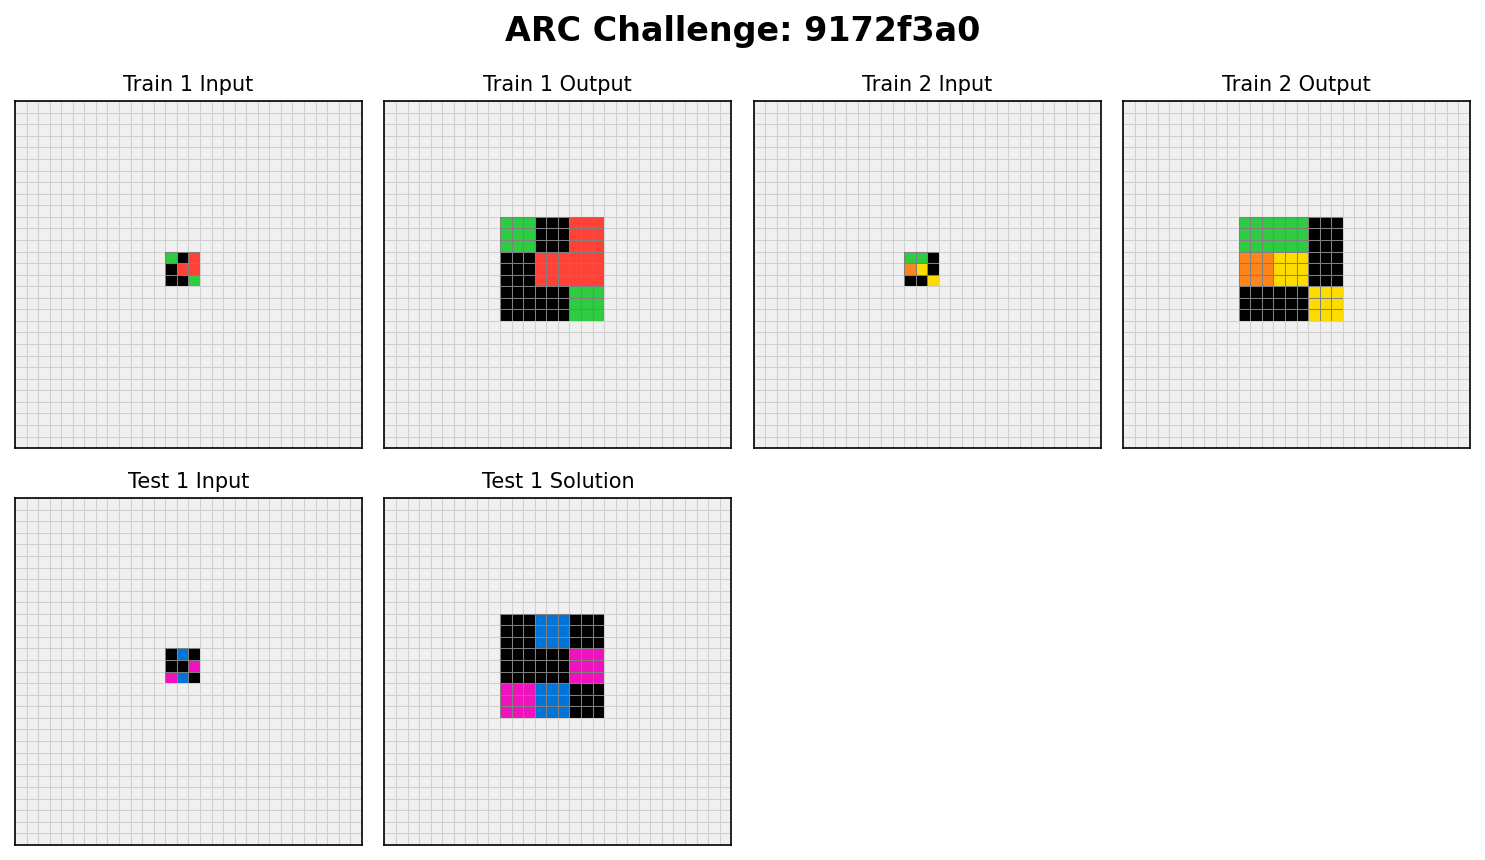 ARC Challenge: 9172f3a0
Train 1 Input
Train 1 Output
Train 2 Input
Train 2 Output
Test 1 Input
Test 1 Solution